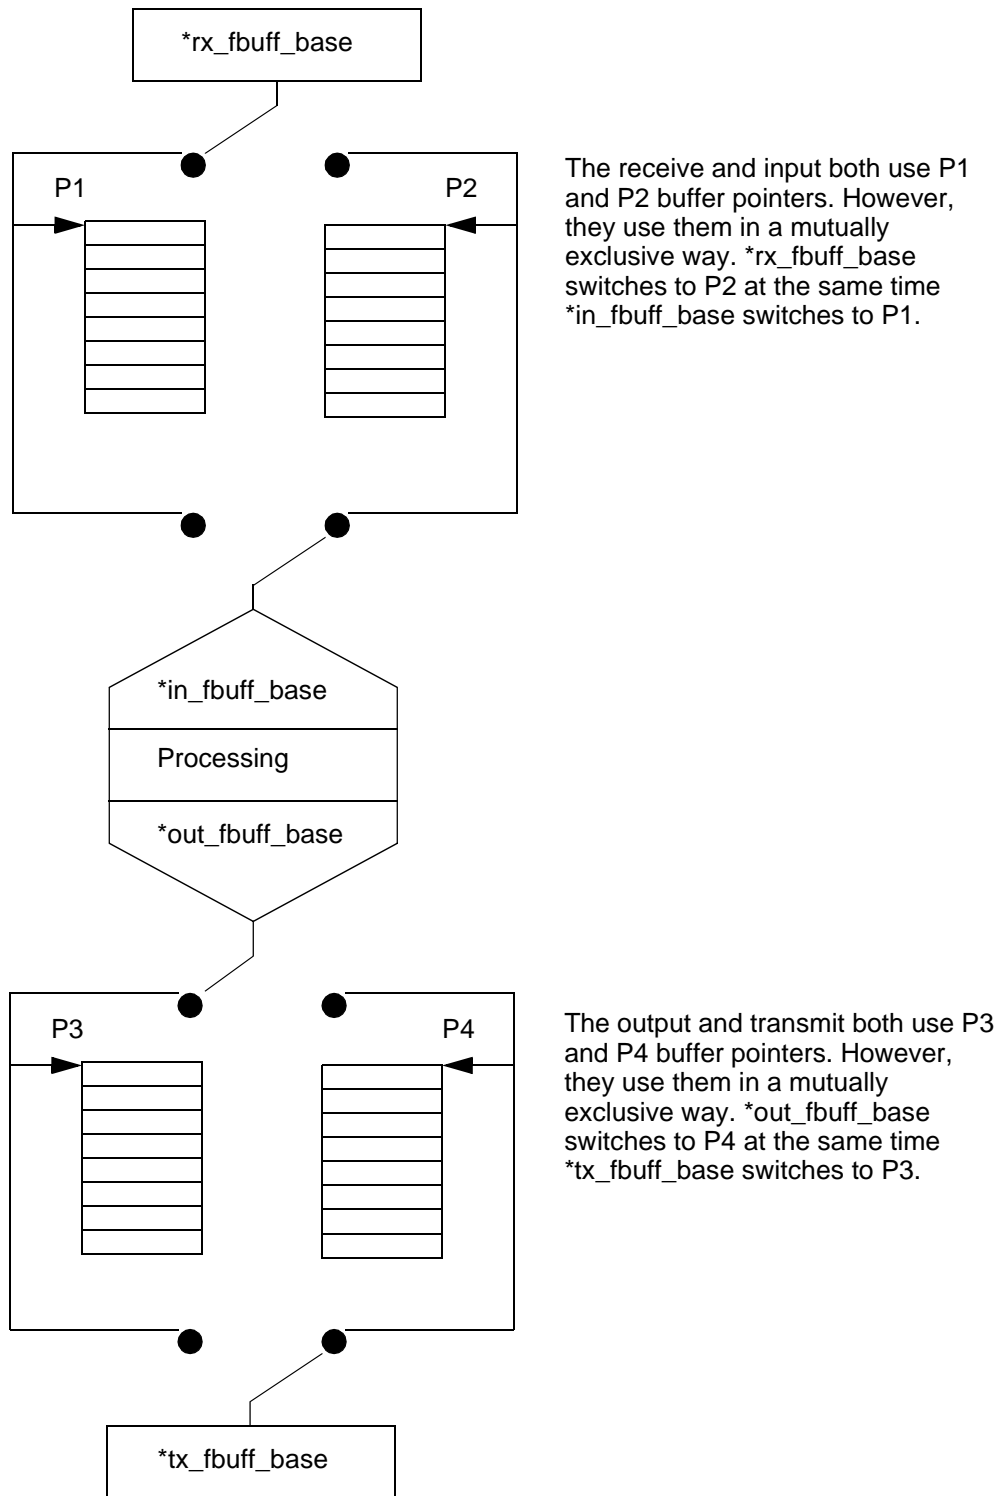 *rx_fbuff_base
P1
P2
The receive and input both use P1
and P2 buffer pointers. However,
they use them in a mutually
exclusive way. *rx_fbuff_base
switches to P2 at the same time
*in_fbuff_base switches to P1.
*in_fbuff_base
Processing
*out_fbuff_base
P3
P4
The output and transmit both use P3
and P4 buffer pointers. However,
they use them in a mutually
exclusive way. *out_fbuff_base
switches to P4 at the same time
*tx_fbuff_base switches to P3.
*tx_fbuff_base